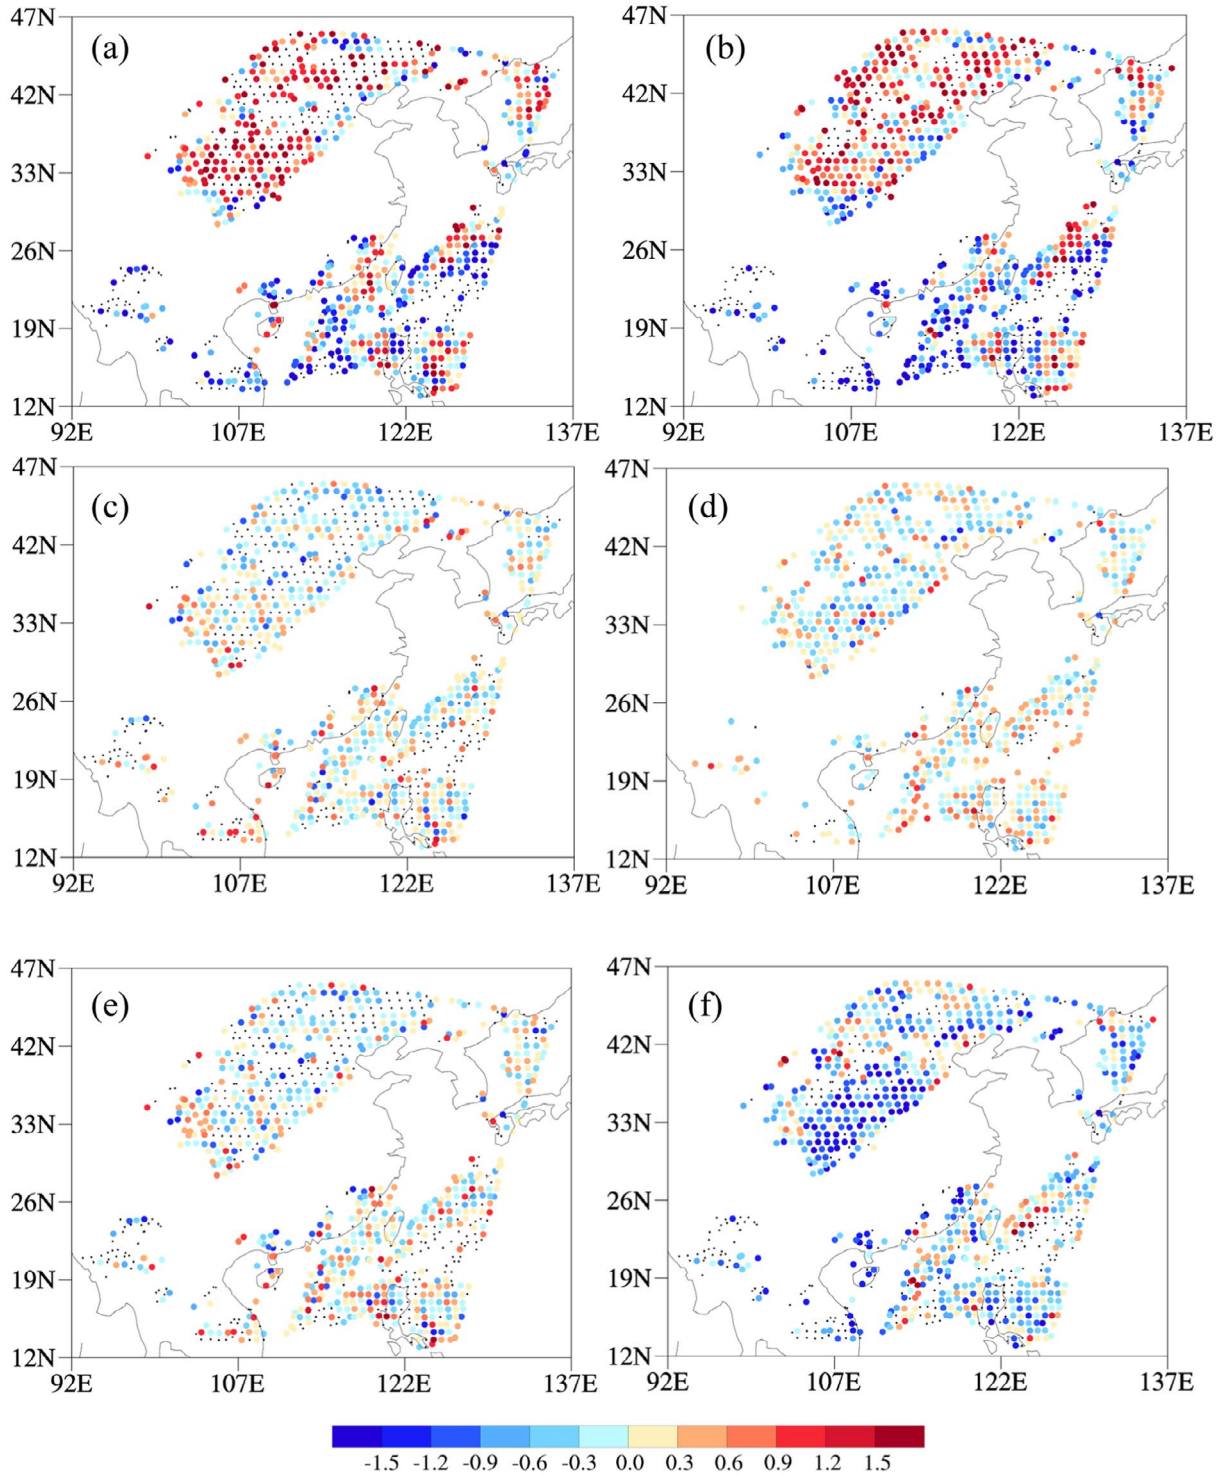 47N 47N
(a) (b)
42N 42N
33N 33N
26N 26N
19N 19N
12N 12N
92E 107E 122E 137E 92E 107E 122E 137E
47N 47N
(c) (d)
42N 42N
33N 33N
26N 26N
19N 19N
12N 12N
92E 107E 122E 137E 92E 107E 122E 137E
47N 47N
(e) (f)
42N 42N
33N 33N
26N 26N
19N 19N
12N 12N
92E 107E 122E 137E 92E 107E 122E 137E
-1.5 -1.2 -0.9 -0.6 -0.3 0.0 0.3 0.6 0.9 1.2 1.5